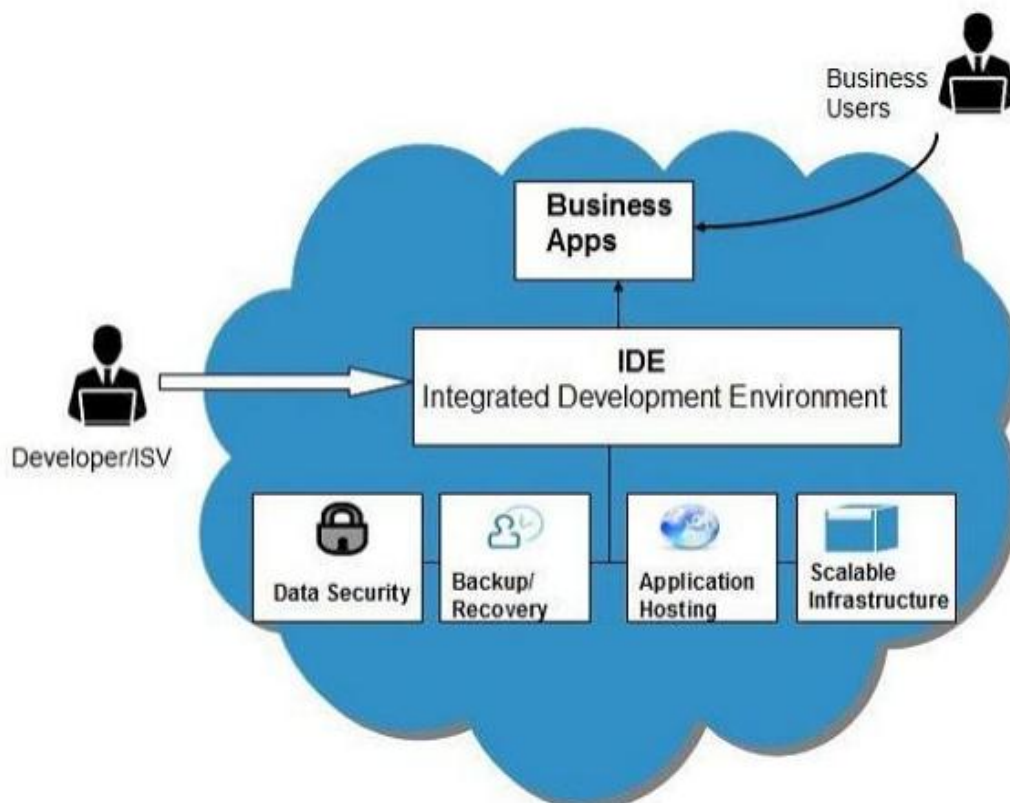 Business
Users
Business
Apps
IDE
Integrated Development Environment
Developer/ISV
Data Security
Backup/
Recovery
Application
Hosting
Scalable
Infrastructure